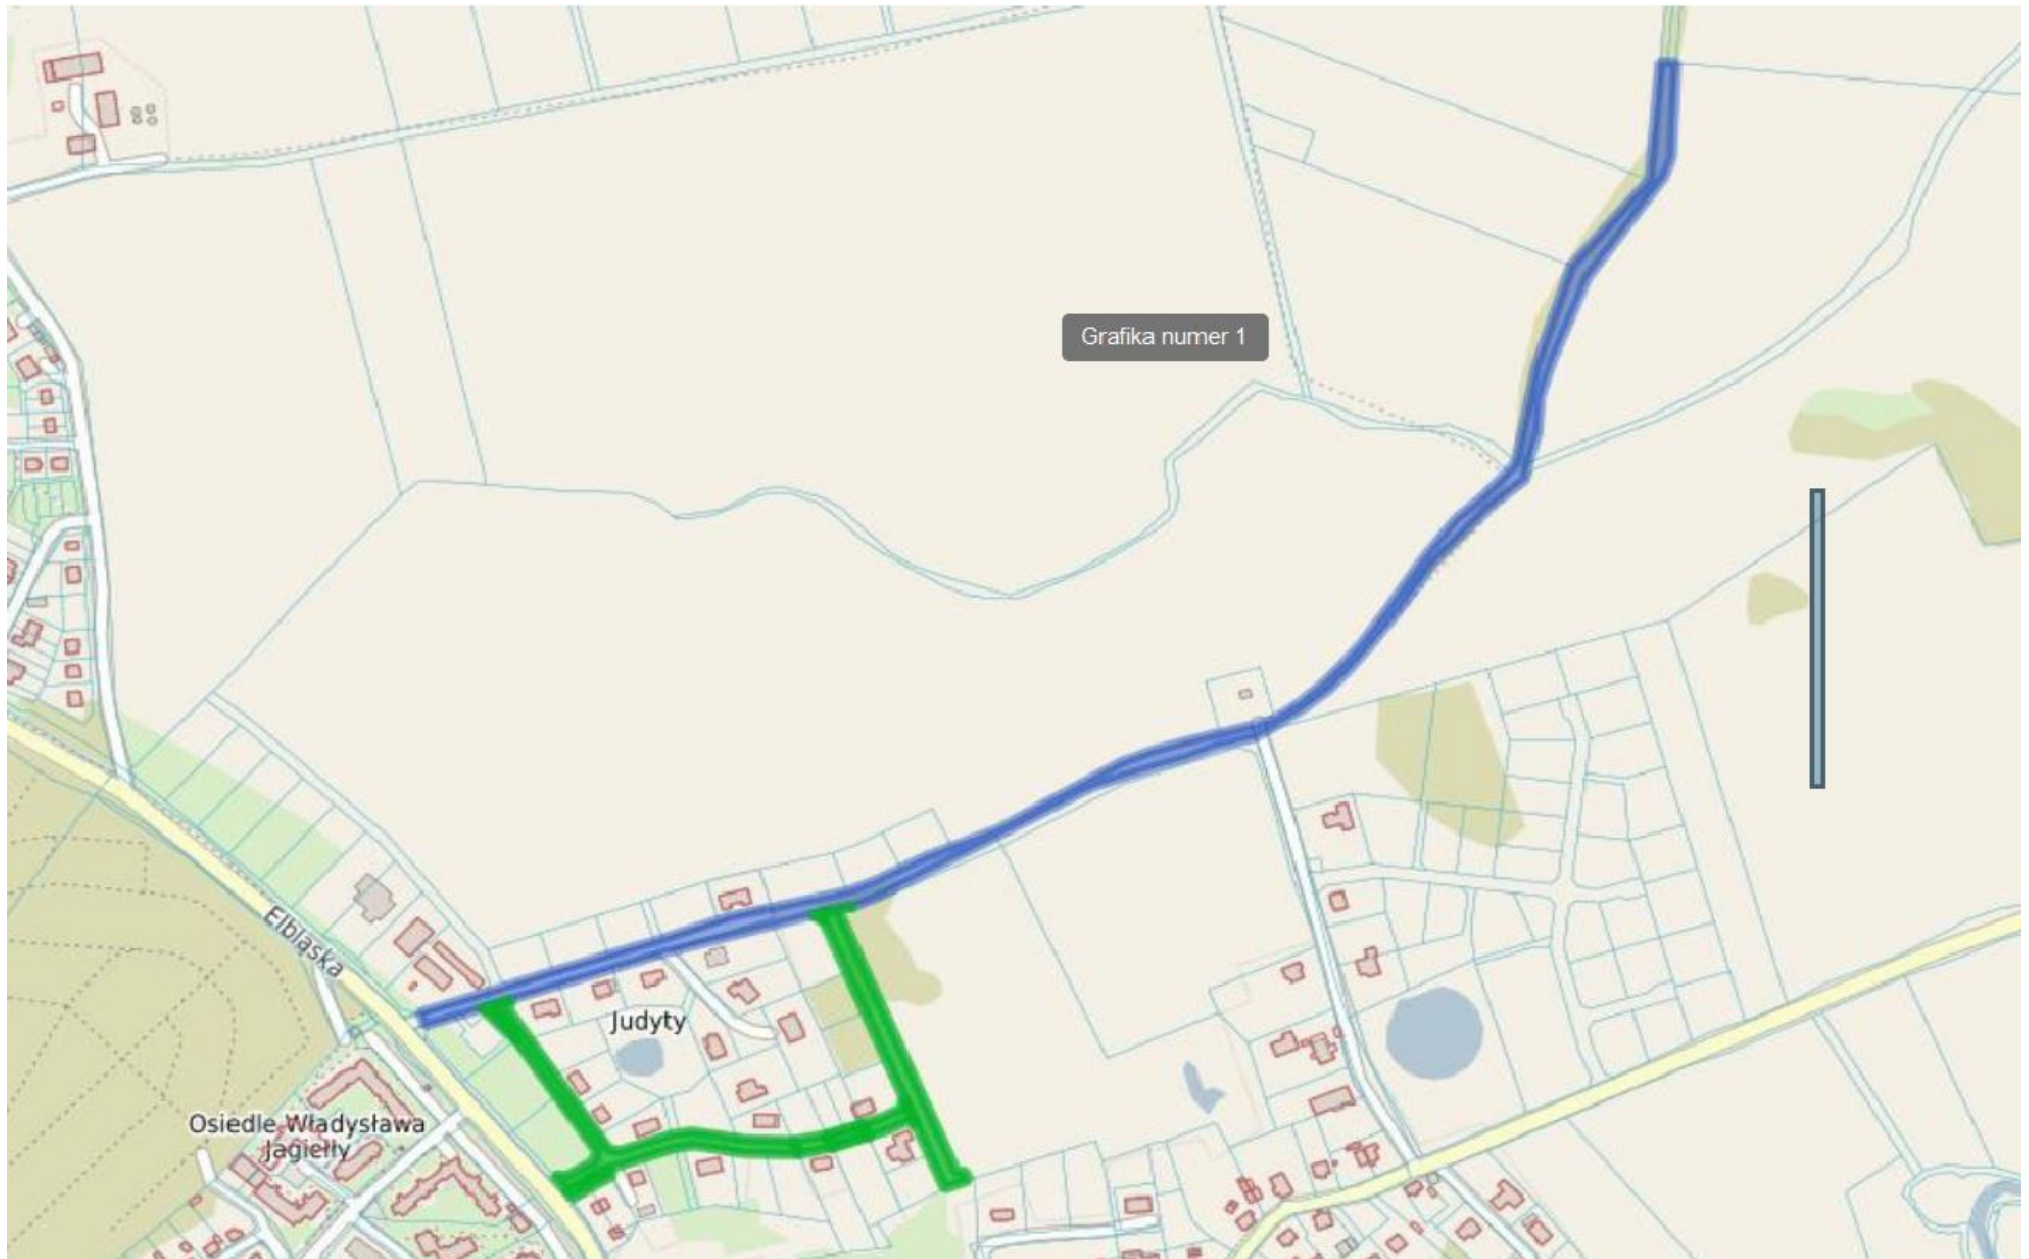 Grafika numer 1
Elbląska
Judyty
Osiedle Władysława
Jagiełły